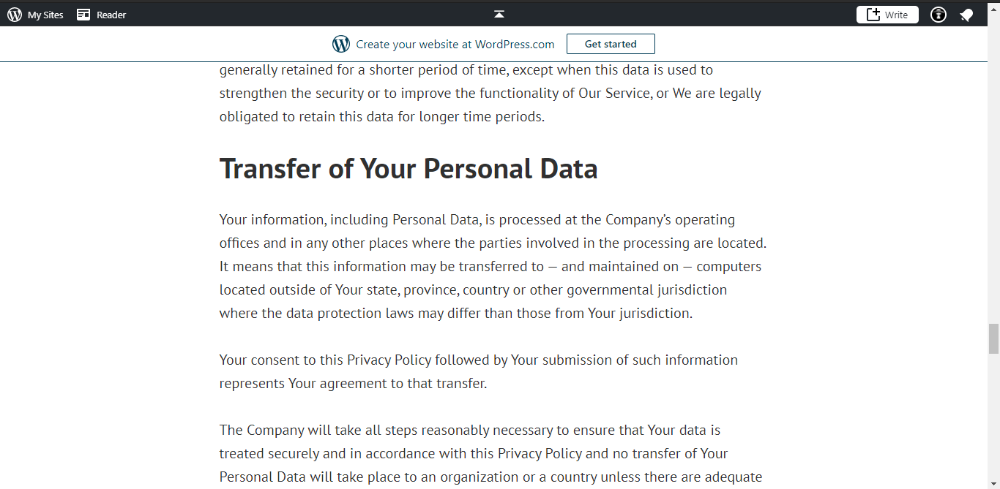 My Sites Reader Write
Create your website at WordPress.com Get started
generally retained for a shorter period of time, except when this data is used to
strengthen the security or to improve the functionality of Our Service, or We are legally
obligated to retain this data for longer time periods.
Transfer of Your Personal Data
Your information, including Personal Data, is processed at the Company’s operating
offices and in any other places where the parties involved in the processing are located.
It means that this information may be transferred to — and maintained on — computers
located outside of Your state, province, country or other governmental jurisdiction
where the data protection laws may differ than those from Your jurisdiction.
Your consent to this Privacy Policy followed by Your submission of such information
represents Your agreement to that transfer.
The Company will take all steps reasonably necessary to ensure that Your data is
treated securely and in accordance with this Privacy Policy and no transfer of Your
Personal Data will take place to an organization or a country unless there are adequate